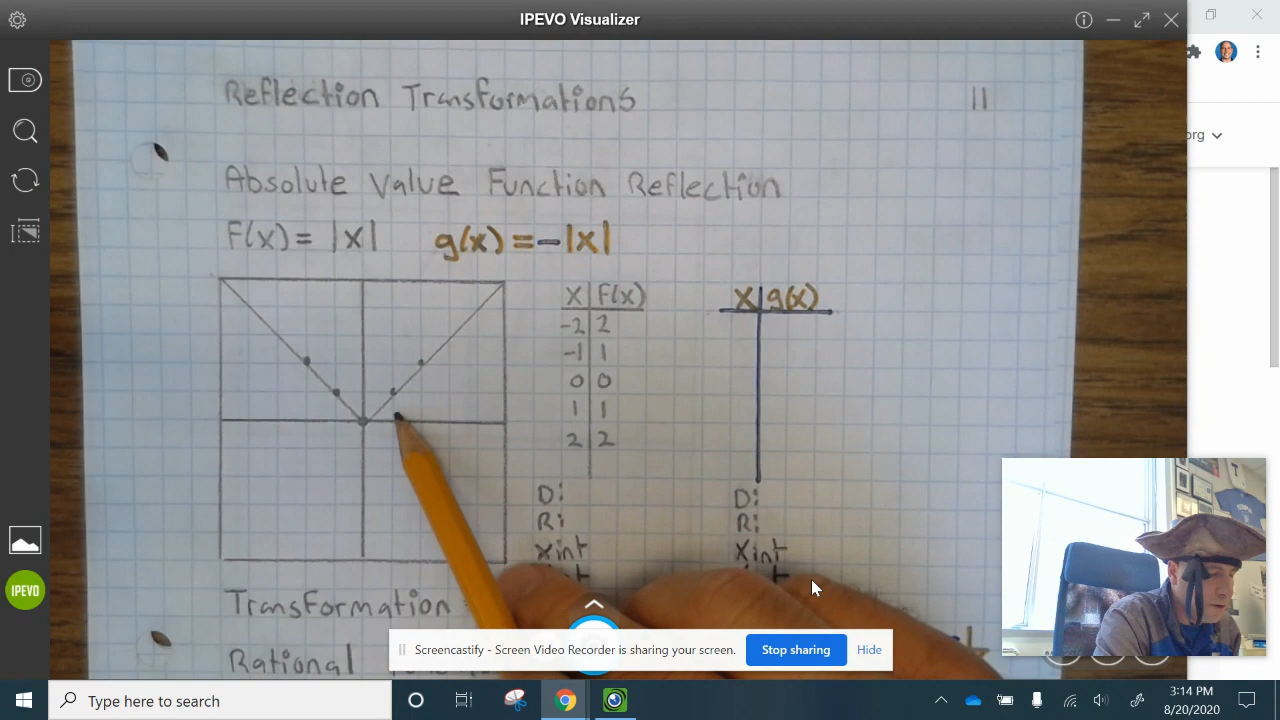 IPEVO Visualizer
org
Reflection Transformations 11
Absolute Value Function Reflection
F(x) = |x| g(x) = -|x|
X F(x) X g(x)
-2 2
-1 1
0 0
1 1
2 2
D: D:
R: R:
Xint Xint
Transformation
Rational
IPEVO
Screencastify - Screen Video Recorder is sharing your screen.
Stop sharing
Hide
Type here to search
3:14 PM
8/20/2020